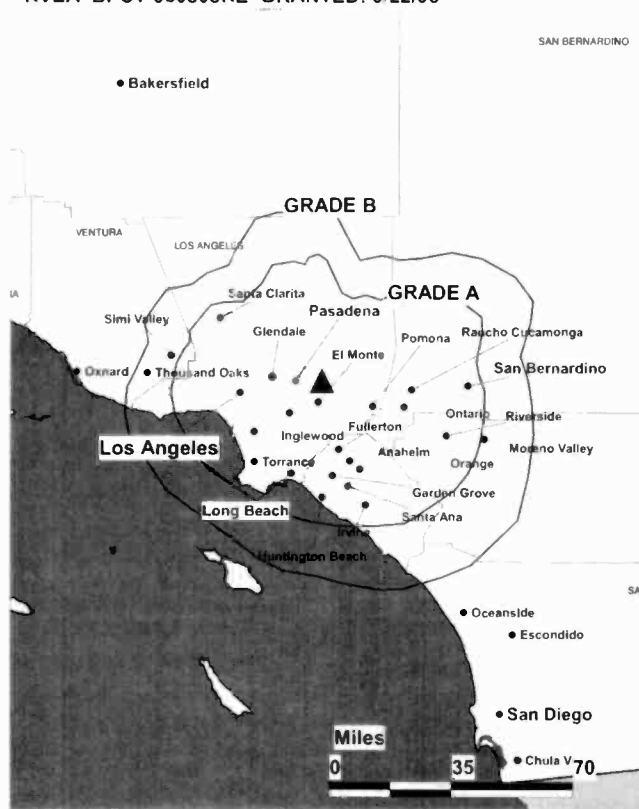 SAN BERNARDINO
Bakersfield
GRADE B
VENTURA
LOS ANGELES
Santa Clarita
GRADE A
Simi Valley
Pasadena
Glendale
Pomona
Rancho Cucamonga
El Monte
San Bernardino
Oxnard
Thousand Oaks
Ontario
Riverside
Fullerton
Inglewood
Los Angeles
Anaheim
Moreno Valley
Torrance
Orange
Garden Grove
Long Beach
Santa Ana
Irvine
Huntington Beach
SA
Oceanside
Escondido
San Diego
Miles
Chula V
0 35 70